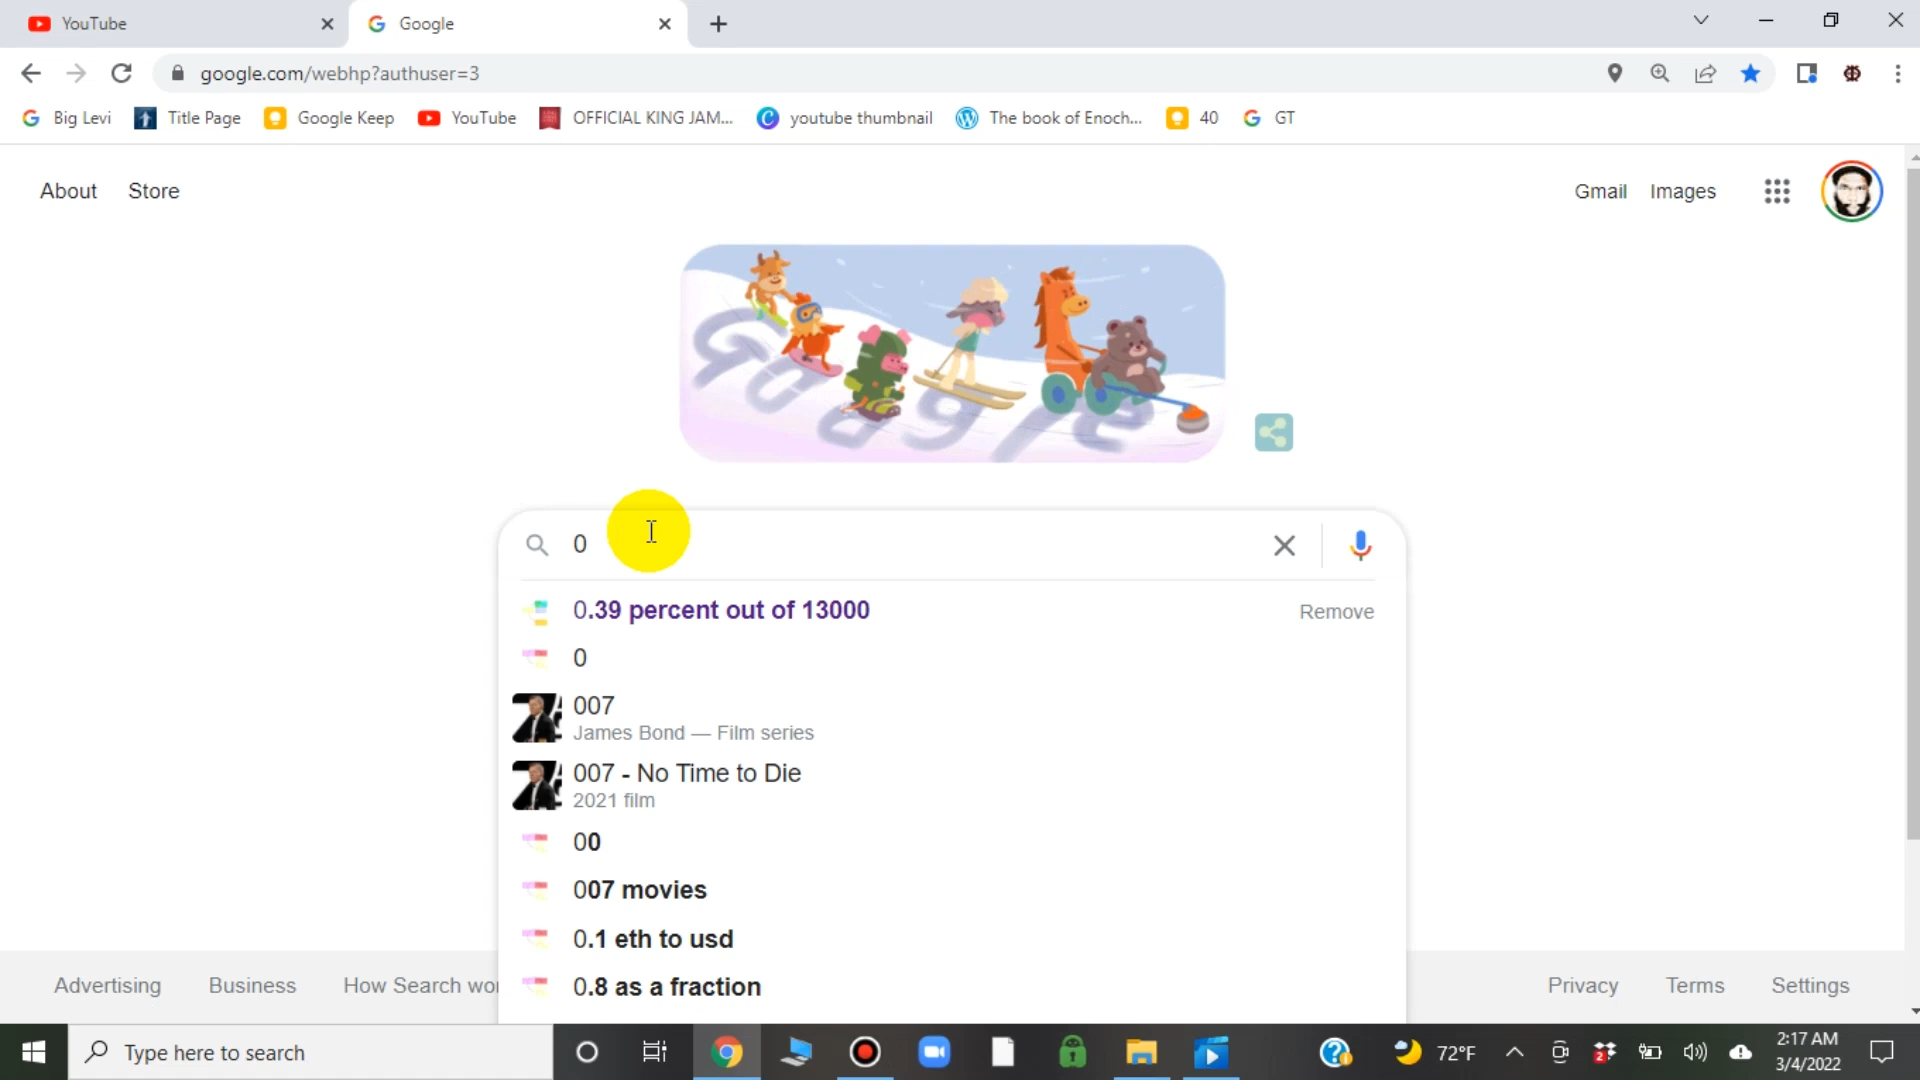 YouTube
Google
google.com/webhp?authuser=3
Big Levi
Title Page
Google Keep
YouTube
OFFICIAL KING JAM...
youtube thumbnail
The book of Enoch...
40
GT
About
Store
Gmail
Images
Google
0
0.39 percent out of 13000
Remove
0
007
James Bond — Film series
007 - No Time to Die
2021 film
00
007 movies
0.1 eth to usd
0.8 as a fraction
Advertising
Business
How Search wor
Privacy
Terms
Settings
Type here to search
2
72°F
2:17 AM
3/4/2022